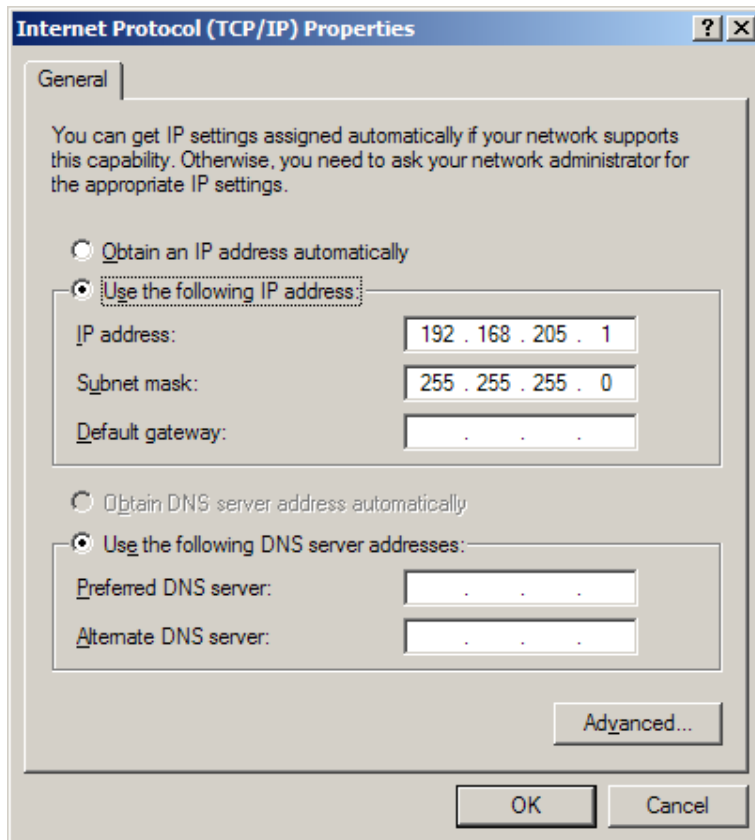 Internet Protocol (TCP/IP) Properties
General
You can get IP settings assigned automatically if your network supports
this capability. Otherwise, you need to ask your network administrator for
the appropriate IP settings.
Obtain an IP address automatically
Use the following IP address:
IP address: 192 . 168 . 205 . 1
Subnet mask: 255 . 255 . 255 . 0
Default gateway: . . .
Obtain DNS server address automatically
Use the following DNS server addresses:
Preferred DNS server: . . .
Alternate DNS server: . . .
Advanced...
OK Cancel